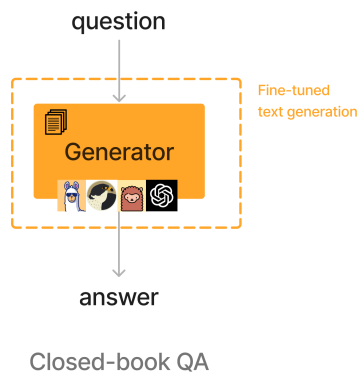 question
Fine-tuned
text generation
Generator
answer
Closed-book QA